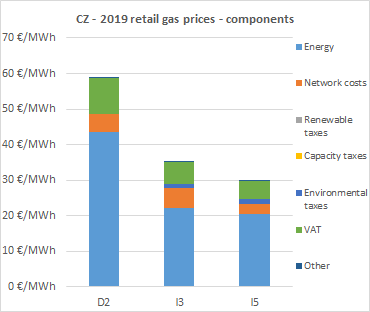 CZ - 2019 retail gas prices - components
70 €/MWh
60 €/MWh
50 €/MWh
40 €/MWh
30 €/MWh
20 €/MWh
10 €/MWh
0 €/MWh
D2
I3
I5
Energy
Network costs
Renewable
taxes
Capacity taxes
Environmental
taxes
VAT
Other